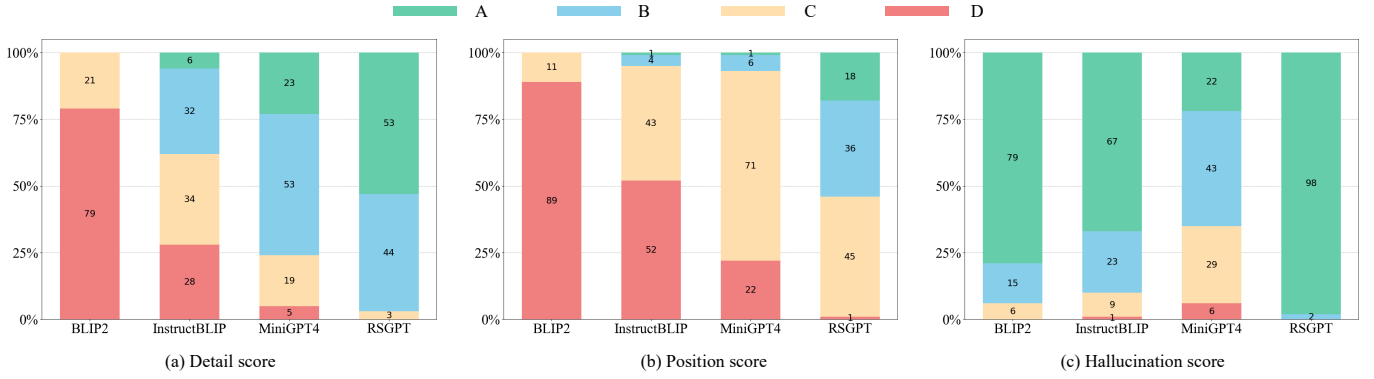 A B C D
100% 75% 50% 25% 0%
21 79
6 32 34 28
23 53 19 5
53 44 3
BLIP2 InstructBLIP MiniGPT4 RSGPT
(a) Detail score
100% 75% 50% 25% 0%
11 89
1 4 43 52
1 6 71 22
18 36 45 1
BLIP2 InstructBLIP MiniGPT4 RSGPT
(b) Position score
100% 75% 50% 25% 0%
79 15 6
67 23 9 1
22 43 29 6
98 2
BLIP2 InstructBLIP MiniGPT4 RSGPT
(c) Hallucination score